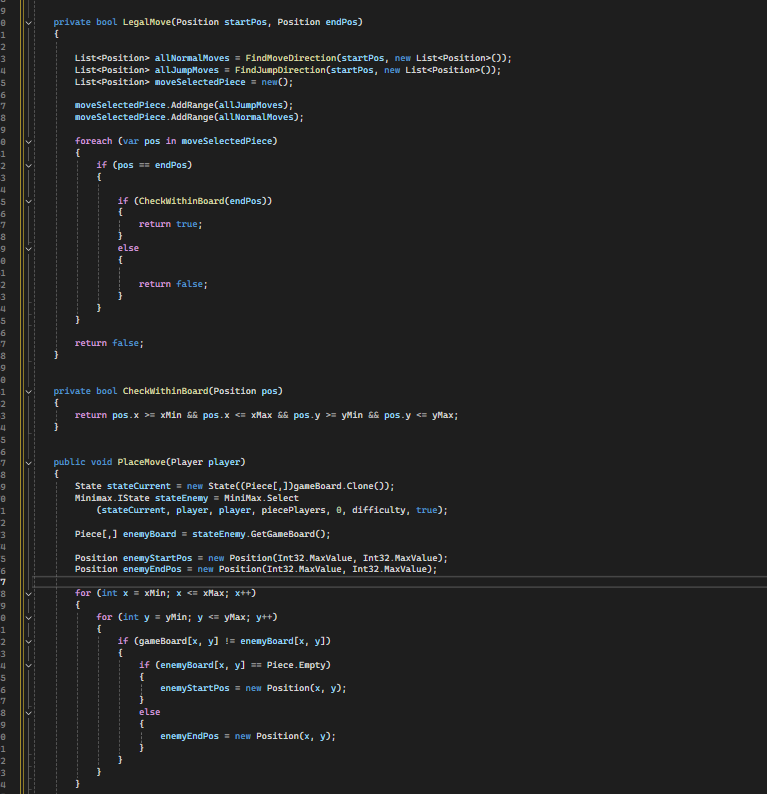 private bool LegalMove(Position startPos, Position endPos)
{
List<Position> allNormalMoves = FindMoveDirection(startPos, new List<Position>());
List<Position> allJumpMoves = FindJumpDirection(startPos, new List<Position>());
List<Position> moveSelectedPiece = new();
moveSelectedPiece.AddRange(allJumpMoves);
moveSelectedPiece.AddRange(allNormalMoves);
foreach (var pos in moveSelectedPiece)
{
if (pos == endPos)
{
if (CheckWithinBoard(endPos))
{
return true;
}
else
{
return false;
}
}
}
return false;
}
private bool CheckWithinBoard(Position pos)
{
return pos.x >= xMin && pos.x <= xMax && pos.y >= yMin && pos.y <= yMax;
}
public void PlaceMove(Player player)
{
State stateCurrent = new State((Piece[,])gameBoard.Clone());
Minimax.IState stateEnemy = MiniMax.Select
(stateCurrent, player, player, piecePlayers, 0, difficulty, true);
Piece[,] enemyBoard = stateEnemy.GetGameBoard();
Position enemyStartPos = new Position(Int32.MaxValue, Int32.MaxValue);
Position enemyEndPos = new Position(Int32.MaxValue, Int32.MaxValue);
for (int x = xMin; x <= xMax; x++)
{
for (int y = yMin; y <= yMax; y++)
{
if (gameBoard[x, y] != enemyBoard[x, y])
{
if (enemyBoard[x, y] == Piece.Empty)
{
enemyStartPos = new Position(x, y);
}
else
{
enemyEndPos = new Position(x, y);
}
}
}
}